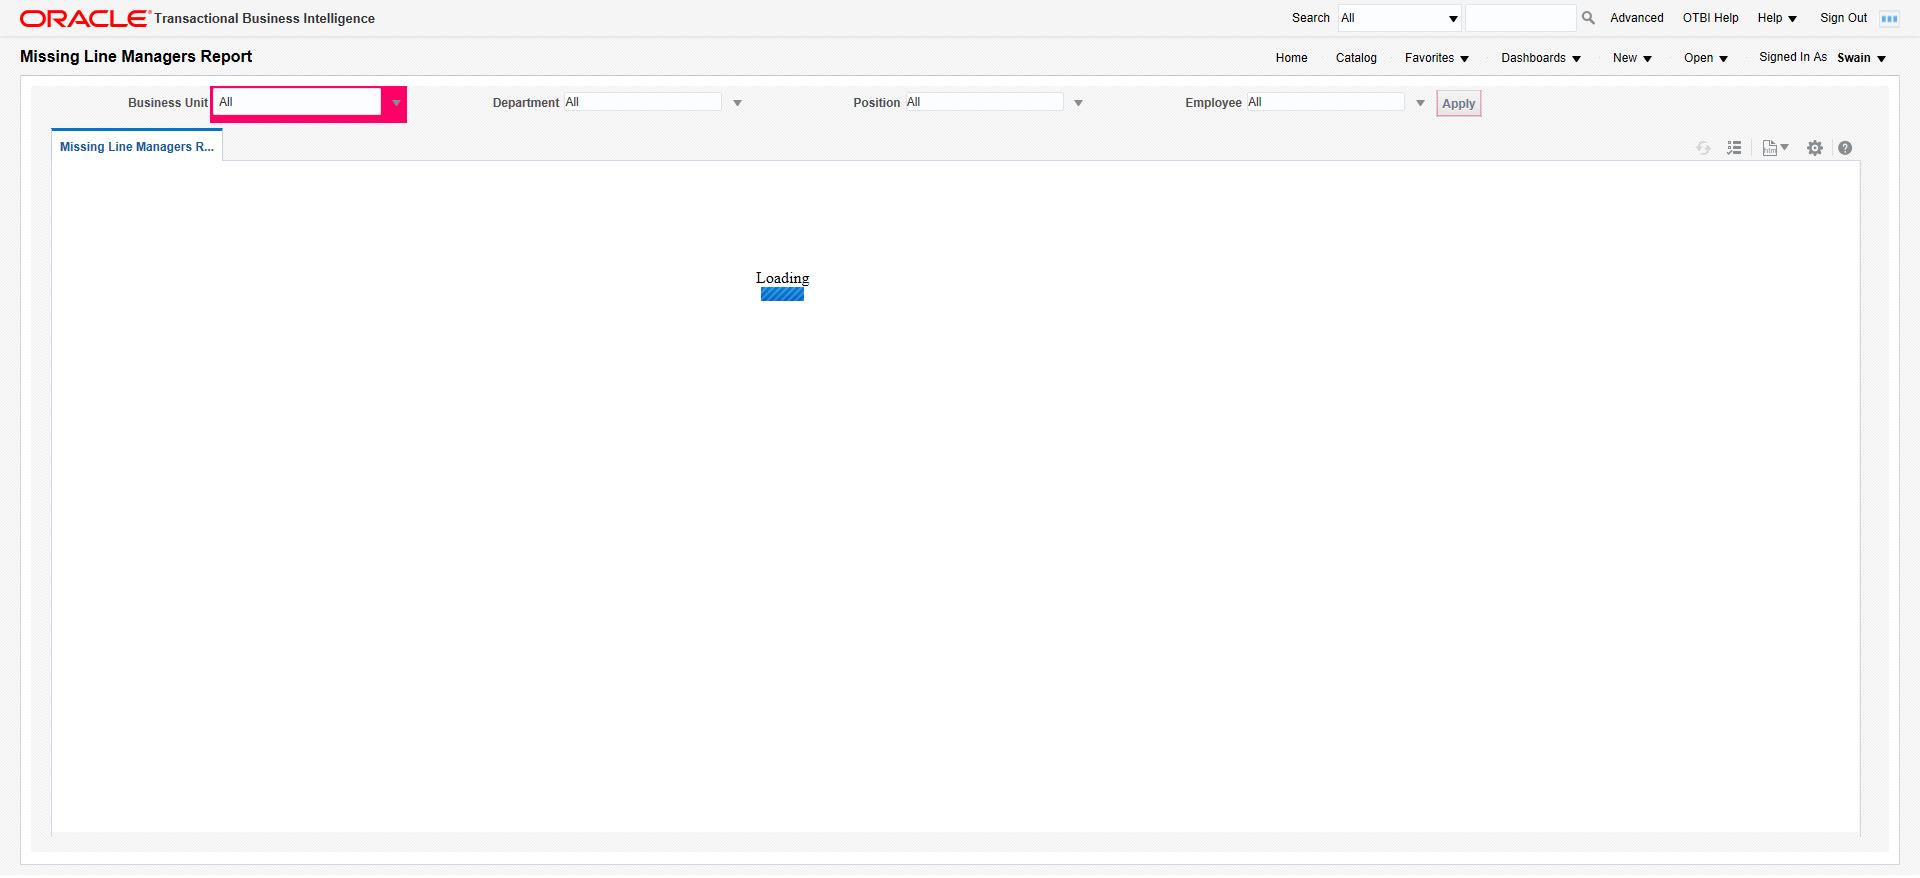 ORACLE Transactional Business Intelligence
Search All Advanced OTBI Help Help Sign Out
Missing Line Managers Report
Home Catalog Favorites Dashboards New Open Signed In As Swain
Business Unit All Department All Position All Employee All Apply
Missing Line Managers R...
Loading